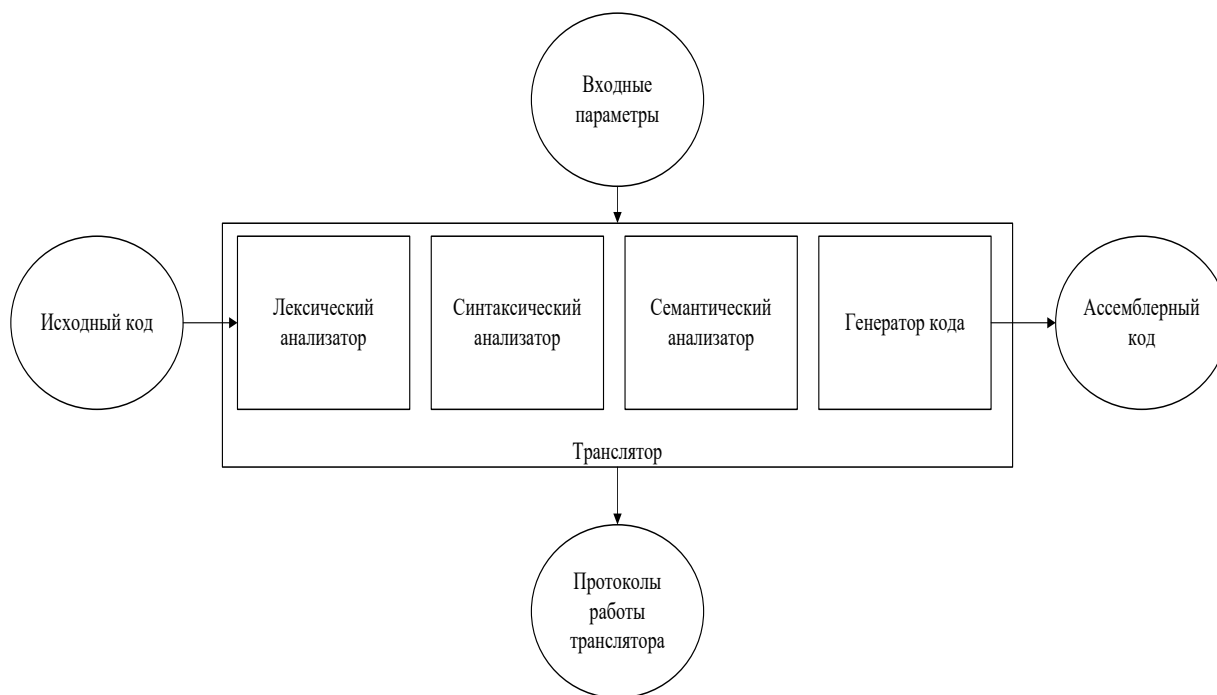 Входные
параметры
Исходный код
Лексический
анализатор
Синтаксический
анализатор
Семантический
анализатор
Генератор кода
Ассемблерный
код
Транслятор
Протоколы
работы
транслятора